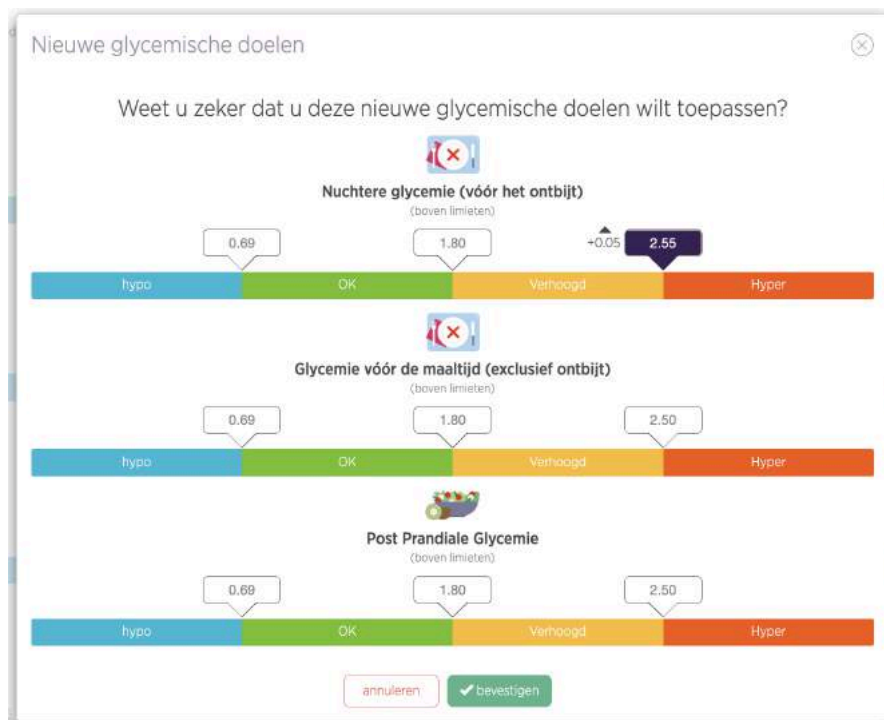 Nieuwe glycemische doelen
Weet u zeker dat u deze nieuwe glycemische doelen wilt toepassen?
Nuchtere glycemie (vóór het ontbijt)
(boven limieten)
0.69 1.80 +0.05 2.55
hypo OK Verhoogd Hyper
Glycemie vóór de maaltijd (exclusief ontbijt)
(boven limieten)
0.69 1.80 2.50
hypo OK Verhoogd Hyper
Post Prandiale Glycemie
(boven limieten)
0.69 1.80 2.50
hypo OK Verhoogd Hyper
annuleren bevestigen